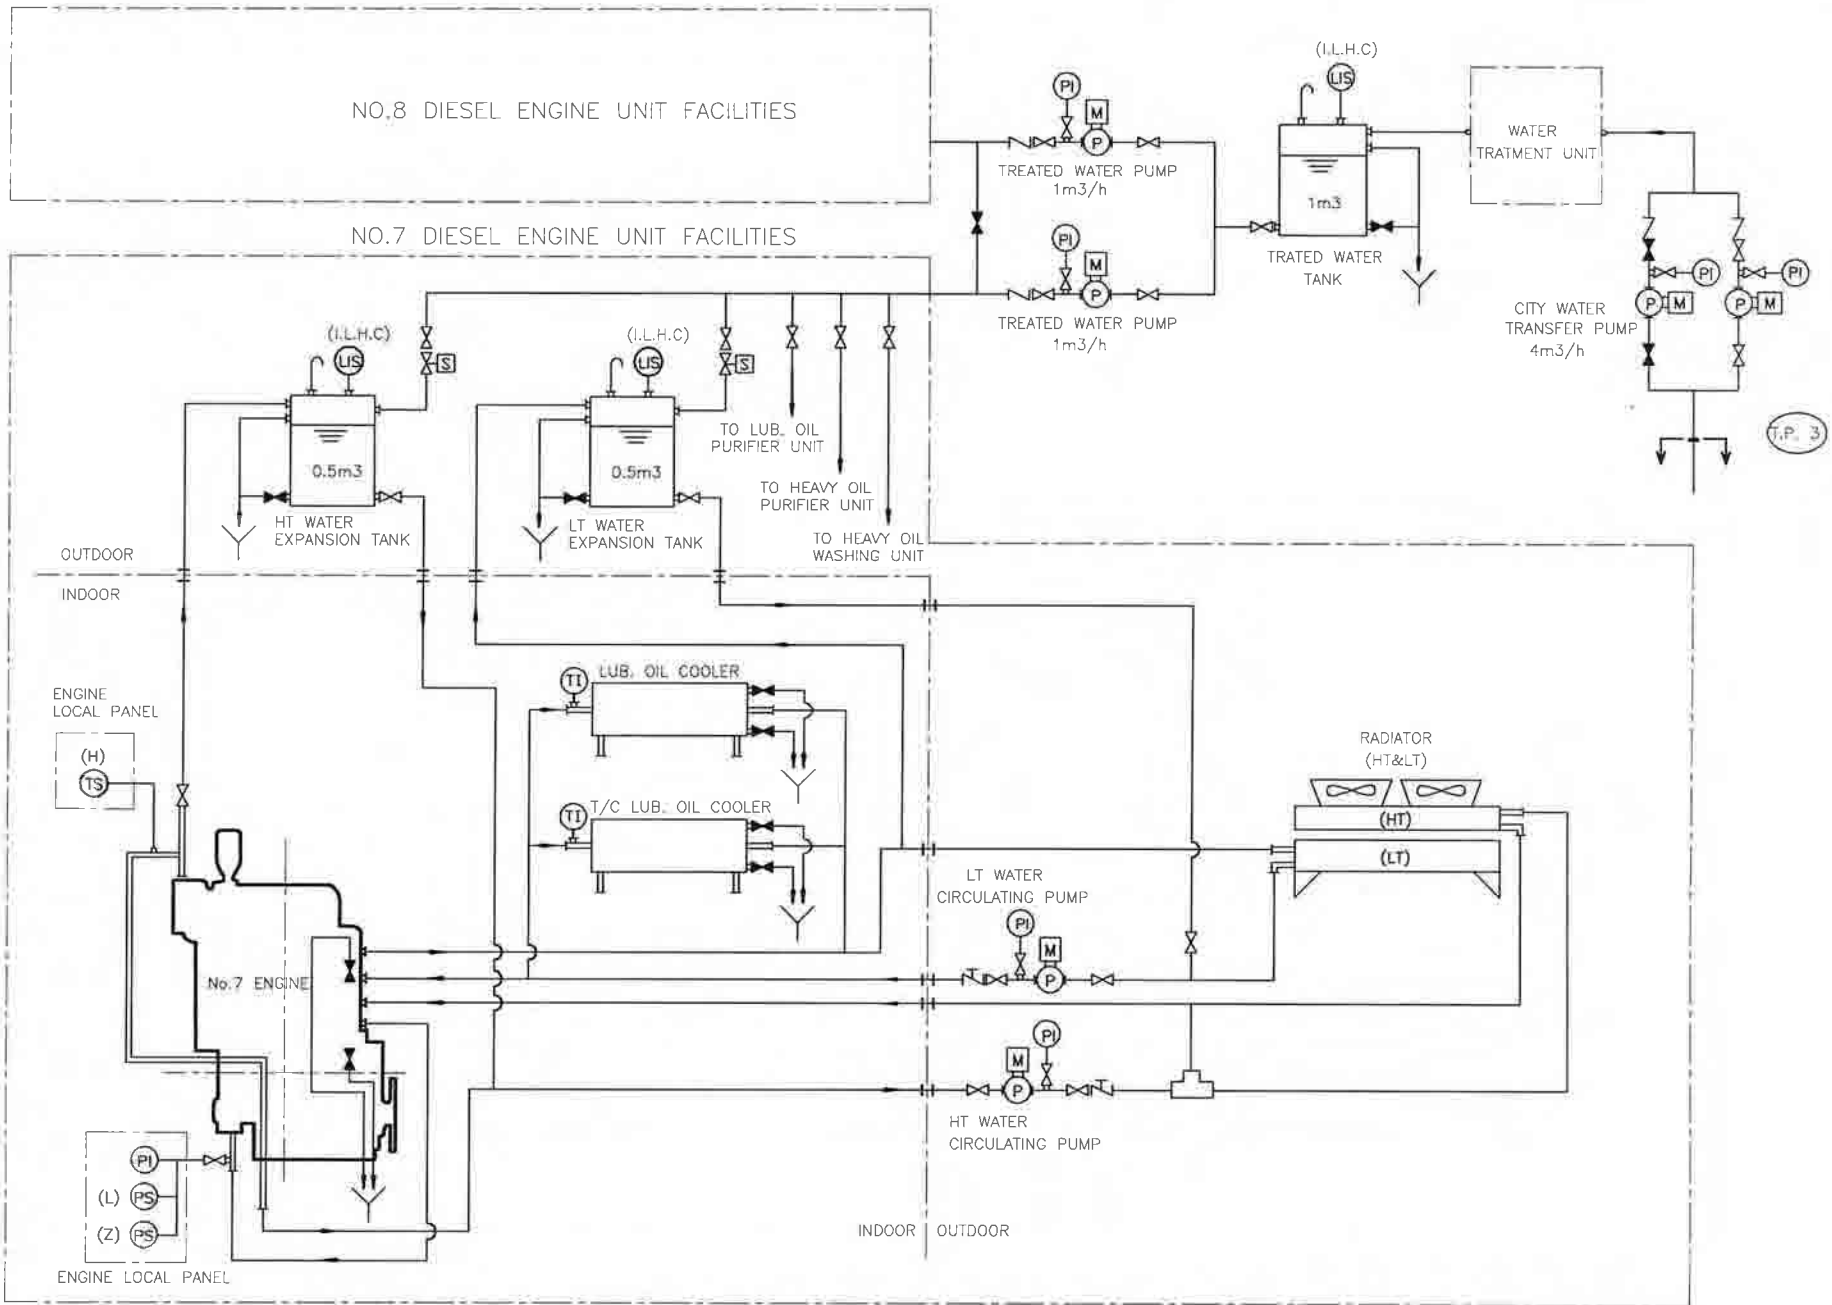 NO.8 DIESEL ENGINE UNIT FACILITIES
NO.7 DIESEL ENGINE UNIT FACILITIES
PI
M
P
TREATED WATER PUMP
1m3/h
PI
M
P
TREATED WATER PUMP
1m3/h
(I.L.H.C)
LIS
1m3
TRATED WATER
TANK
WATER
TRATMENT UNIT
PI
PI
P
M
P
M
CITY WATER
TRANSFER PUMP
4m3/h
T.P. 3
(I.L.H.C)
LIS
S
0.5m3
HT WATER
EXPANSION TANK
(I.L.H.C)
LIS
S
0.5m3
LT WATER
EXPANSION TANK
TO LUB. OIL
PURIFIER UNIT
TO HEAVY OIL
PURIFIER UNIT
TO HEAVY OIL
WASHING UNIT
OUTDOOR
INDOOR
ENGINE
LOCAL PANEL
(H)
TS
TI
LUB. OIL COOLER
TI
T/C LUB. OIL COOLER
RADIATOR
(HT&LT)
(HT)
(LT)
LT WATER
CIRCULATING PUMP
PI
M
P
No.7 ENGINE
PI
M
P
HT WATER
CIRCULATING PUMP
PI
(L)
PS
(Z)
PS
ENGINE LOCAL PANEL
INDOOR
OUTDOOR